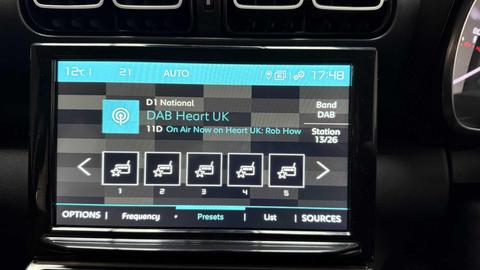 12°C 21 AUTO 17:48
D1 National
DAB Heart UK
11D On Air Now on Heart UK: Rob How
Band
DAB
Station
13/26
1 2 3 4 5
OPTIONS Frequency Presets List SOURCES